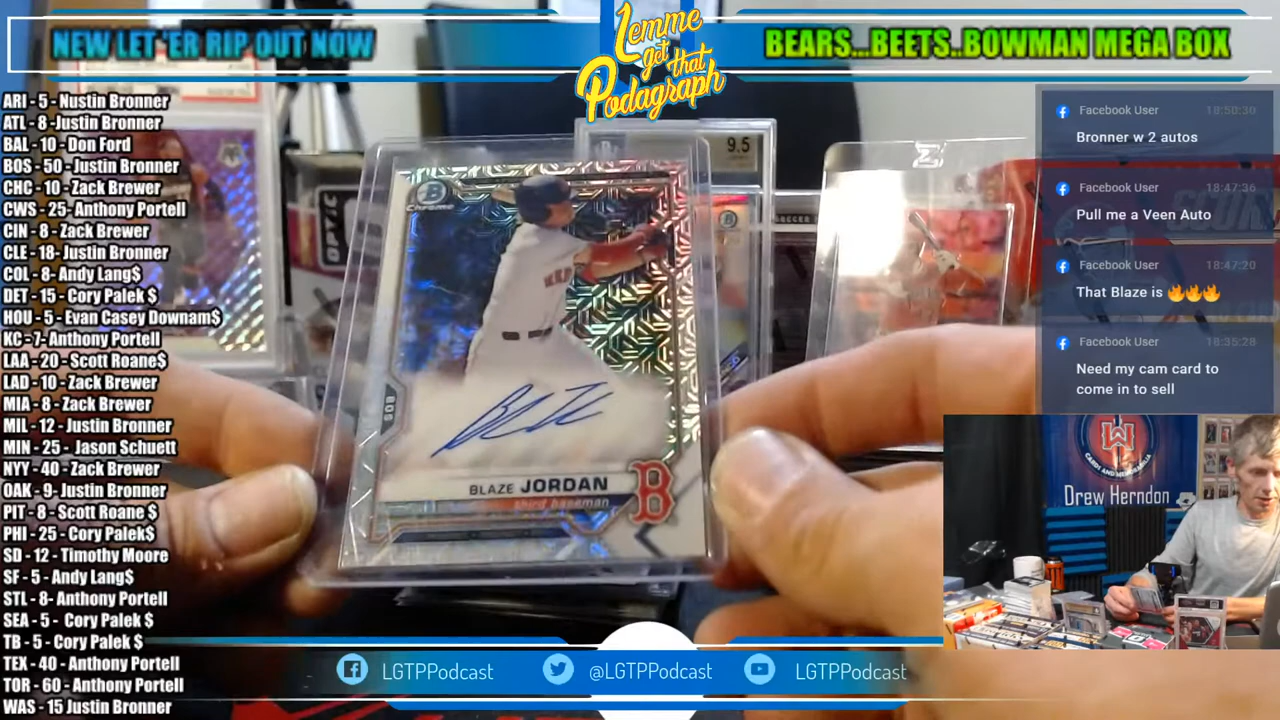 NEW LET 'ER RIP OUT NOW
Lemme
get
that
Podagraph
BEARS...BEETS..BOWMAN MEGA BOX
ARI - 5 - Nustin Bronner
ATL - 8 -Justin Bronner
BAL - 10 - Don Ford
BOS - 50 - Justin Bronner
CHC - 10 - Zack Brewer
CWS - 25- Anthony Portell
CIN - 8 - Zack Brewer
CLE - 18- Justin Bronner
COL - 8- Andy Lang$
DET - 15 - Cory Palek $
HOU - 5 - Evan Casey Downam$
KC - 7- Anthony Portell
LAA - 20 - Scott Roane$
LAD - 10 - Zack Brewer
MIA - 8 - Zack Brewer
MIL - 12 - Justin Bronner
MIN - 25 - Jason Schuett
NYY - 40 - Zack Brewer
OAK - 9- Justin Bronner
PIT - 8 - Scott Roane $
PHI - 25 - Cory Palek$
SD - 12 - Timothy Moore
SF - 5 - Andy Lang$
STL - 8- Anthony Portell
SEA - 5 - Cory Palek $
TB - 5 - Cory Palek $
TEX - 40 - Anthony Portell
TOR - 60 - Anthony Portell
WAS - 15 Justin Bronner
OPTIC
9.5
B
Chrome
BOS
BLAZE JORDAN
third baseman
B
Facebook User 18:50:30
Bronner w 2 autos
Facebook User 18:47:36
Pull me a Veen Auto
Facebook User 18:47:20
That Blaze is 🔥🔥🔥
Facebook User 18:35:28
Need my cam card to
come in to sell
CARDS AND MEMORABILIA
Drew Herndon
LGTPPodcast
@LGTPPodcast
LGTPPodcast